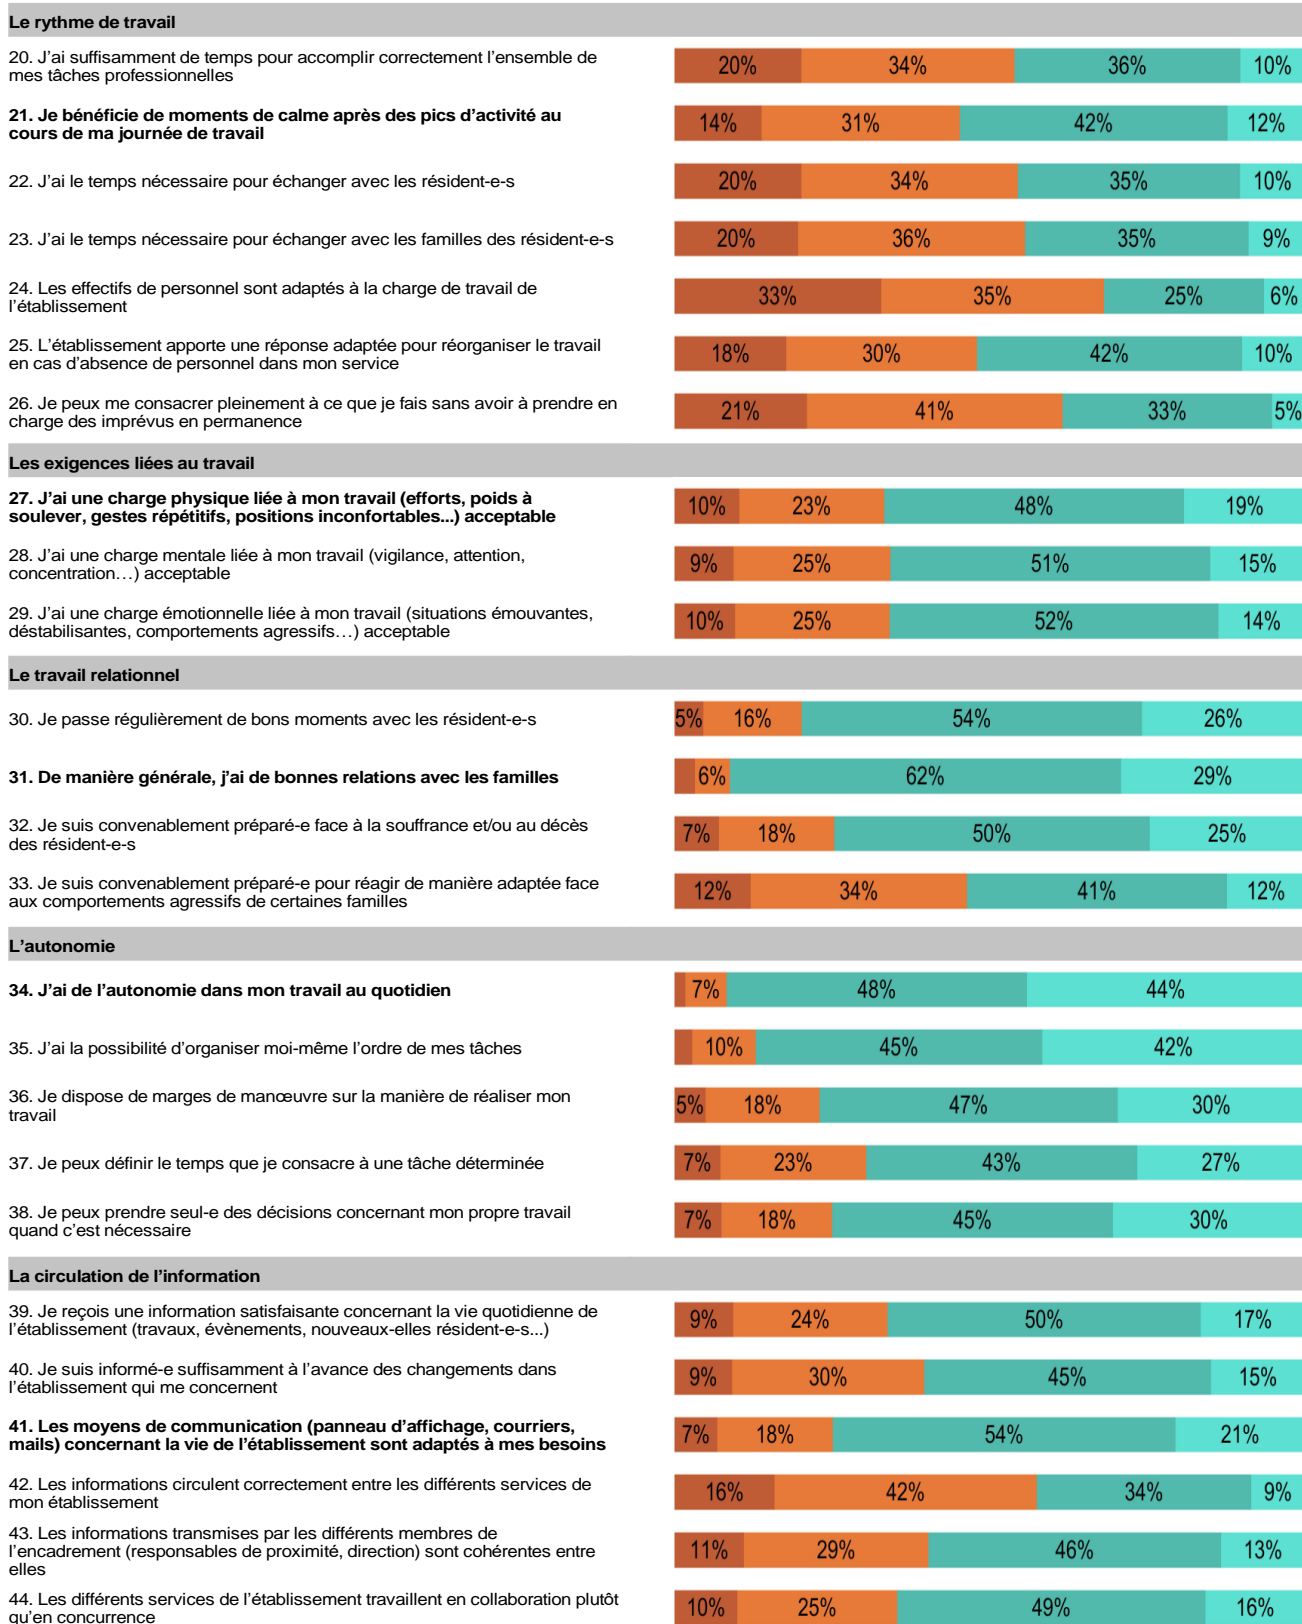 Le rythme de travail
20. J’ai suffisamment de temps pour accomplir correctement l’ensemble de
mes tâches professionnelles
20% 34% 36% 10%
21. Je bénéficie de moments de calme après des pics d’activité au
cours de ma journée de travail
14% 31% 42% 12%
22. J’ai le temps nécessaire pour échanger avec les résident-e-s
20% 34% 35% 10%
23. J’ai le temps nécessaire pour échanger avec les familles des résident-e-s
20% 36% 35% 9%
24. Les effectifs de personnel sont adaptés à la charge de travail de
l’établissement
33% 35% 25% 6%
25. L’établissement apporte une réponse adaptée pour réorganiser le travail
en cas d’absence de personnel dans mon service
18% 30% 42% 10%
26. Je peux me consacrer pleinement à ce que je fais sans avoir à prendre en
charge des imprévus en permanence
21% 41% 33% 5%
Les exigences liées au travail
27. J’ai une charge physique liée à mon travail (efforts, poids à
soulever, gestes répétitifs, positions inconfortables...) acceptable
10% 23% 48% 19%
28. J’ai une charge mentale liée à mon travail (vigilance, attention,
concentration…) acceptable
9% 25% 51% 15%
29. J’ai une charge émotionnelle liée à mon travail (situations émouvantes,
déstabilisantes, comportements agressifs…) acceptable
10% 25% 52% 14%
Le travail relationnel
30. Je passe régulièrement de bons moments avec les résident-e-s
5% 16% 54% 26%
31. De manière générale, j’ai de bonnes relations avec les familles
6% 62% 29%
32. Je suis convenablement préparé-e face à la souffrance et/ou au décès
des résident-e-s
7% 18% 50% 25%
33. Je suis convenablement préparé-e pour réagir de manière adaptée face
aux comportements agressifs de certaines familles
12% 34% 41% 12%
L’autonomie
34. J’ai de l’autonomie dans mon travail au quotidien
7% 48% 44%
35. J’ai la possibilité d’organiser moi-même l’ordre de mes tâches
10% 45% 42%
36. Je dispose de marges de manœuvre sur la manière de réaliser mon
travail
5% 18% 47% 30%
37. Je peux définir le temps que je consacre à une tâche déterminée
7% 23% 43% 27%
38. Je peux prendre seul-e des décisions concernant mon propre travail
quand c’est nécessaire
7% 18% 45% 30%
La circulation de l’information
39. Je reçois une information satisfaisante concernant la vie quotidienne de
l’établissement (travaux, évènements, nouveaux-elles résident-e-s...)
9% 24% 50% 17%
40. Je suis informé-e suffisamment à l’avance des changements dans
l’établissement qui me concernent
9% 30% 45% 15%
41. Les moyens de communication (panneau d’affichage, courriers,
mails) concernant la vie de l’établissement sont adaptés à mes besoins
7% 18% 54% 21%
42. Les informations circulent correctement entre les différents services de
mon établissement
16% 42% 34% 9%
43. Les informations transmises par les différents membres de
l’encadrement (responsables de proximité, direction) sont cohérentes entre
elles
11% 29% 46% 13%
44. Les différents services de l’établissement travaillent en collaboration plutôt
qu’en concurrence
10% 25% 49% 16%